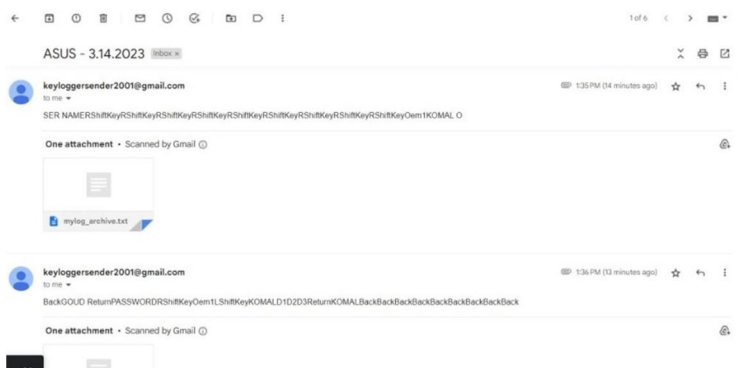 1 of 6
ASUS - 3.14.2023 Inbox ×
keyloggersender2001@gmail.com 1:35 PM (14 minutes ago)
to me
SER NAMERShiftKeyRShiftKeyRShiftKeyRShiftKeyRShiftKeyRShiftKeyRShiftKeyRShiftKeyRShiftKeyRShiftKeyOem1KOMAL O
One attachment • Scanned by Gmail
mylog_archive.txt
keyloggersender2001@gmail.com 1:36 PM (13 minutes ago)
to me
BackGOUD ReturnPASSWORDRShiftKeyOem1LShiftKeyKOMALD1D2D3ReturnKOMALBackBackBackBackBackBackBackBackBackBack
One attachment • Scanned by Gmail